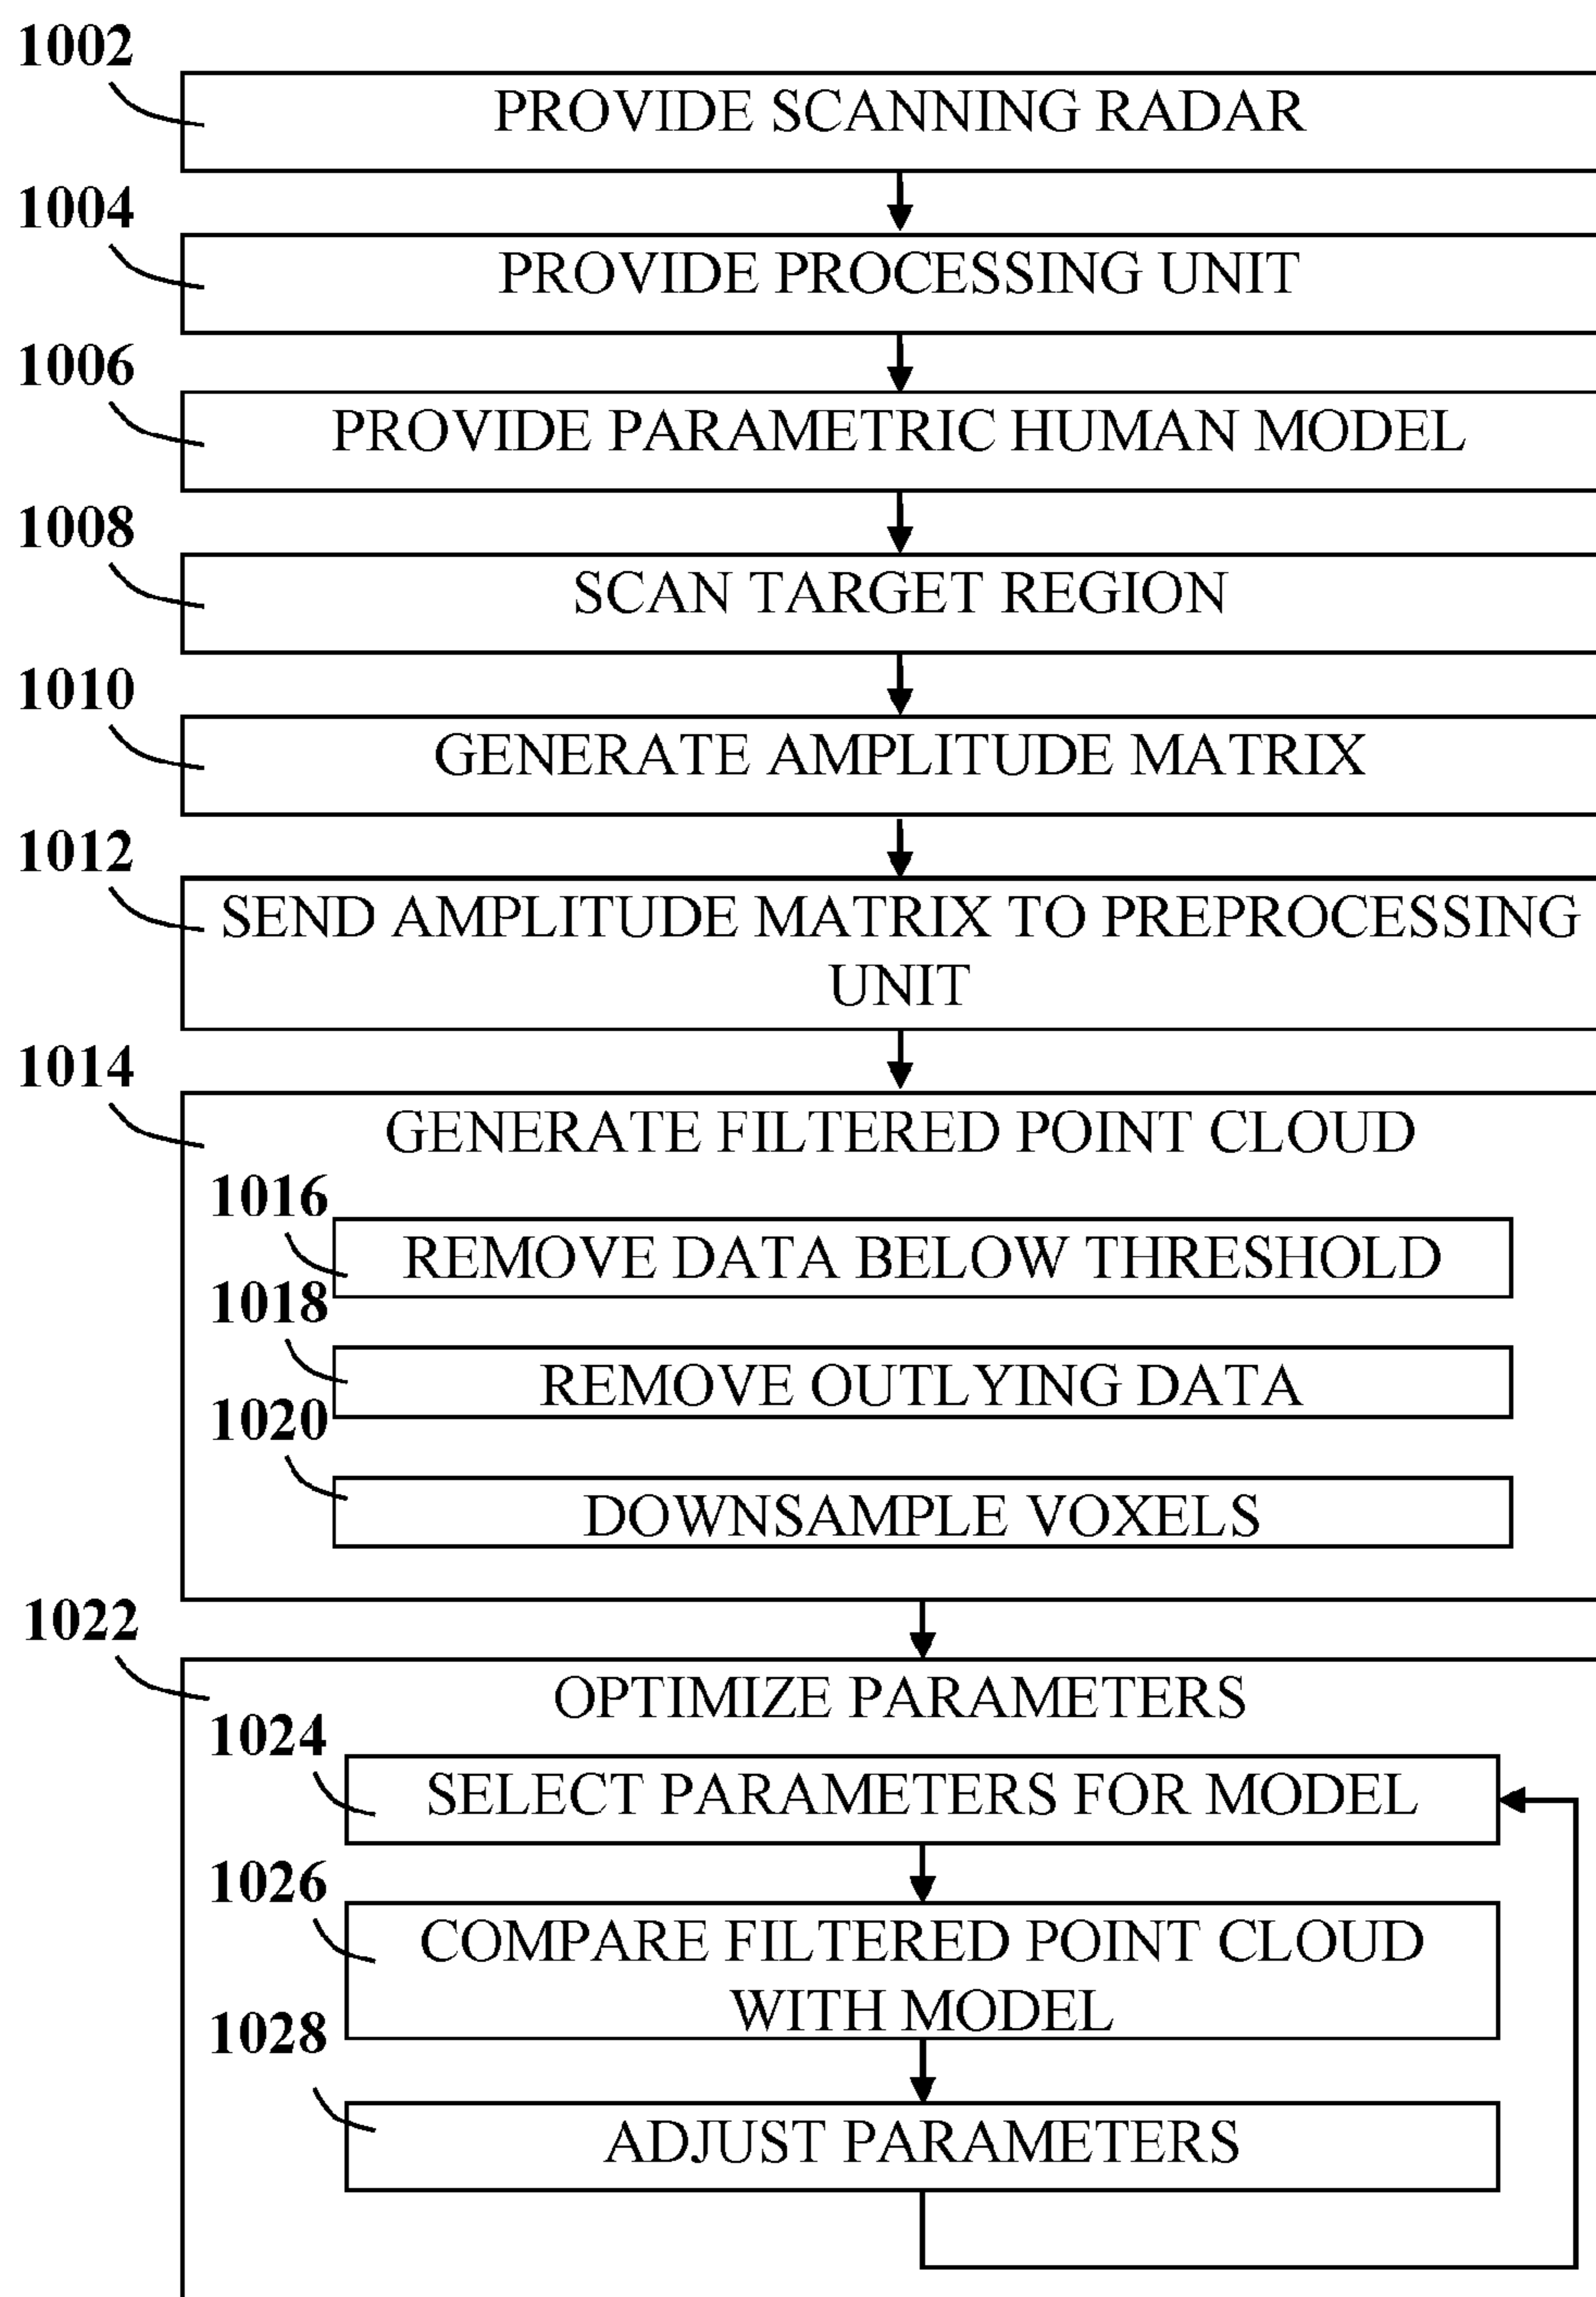 1002
PROVIDE SCANNING RADAR
1004
PROVIDE PROCESSING UNIT
1006
PROVIDE PARAMETRIC HUMAN MODEL
1008
SCAN TARGET REGION
1010
GENERATE AMPLITUDE MATRIX
1012
SEND AMPLITUDE MATRIX TO PREPROCESSING
UNIT
1014
GENERATE FILTERED POINT CLOUD
1016
REMOVE DATA BELOW THRESHOLD
1018
REMOVE OUTLYING DATA
1020
DOWNSAMPLE VOXELS
1022
OPTIMIZE PARAMETERS
1024
SELECT PARAMETERS FOR MODEL
1026
COMPARE FILTERED POINT CLOUD
WITH MODEL
1028
ADJUST PARAMETERS